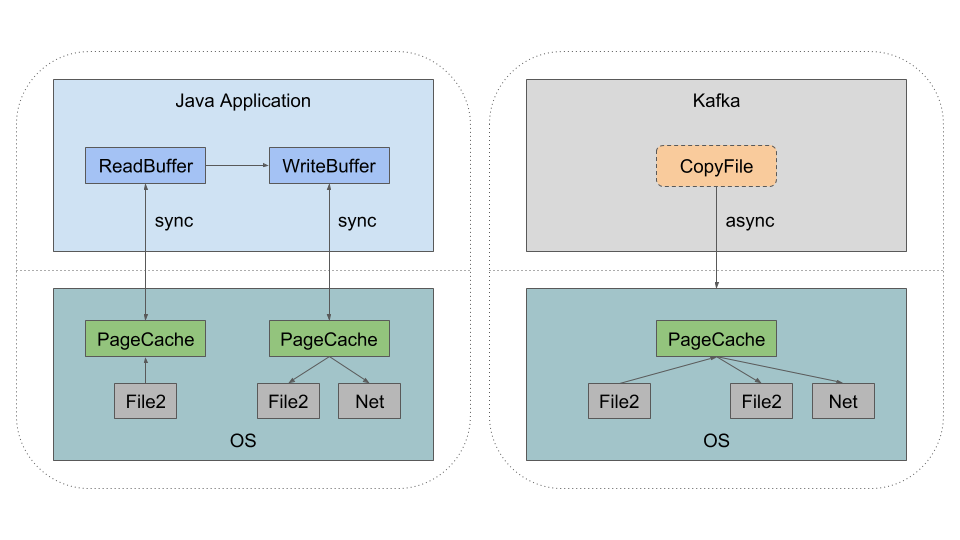 Java Application
ReadBuffer
WriteBuffer
sync
sync
PageCache
PageCache
File2
File2
Net
OS
Kafka
CopyFile
async
PageCache
File2
File2
Net
OS